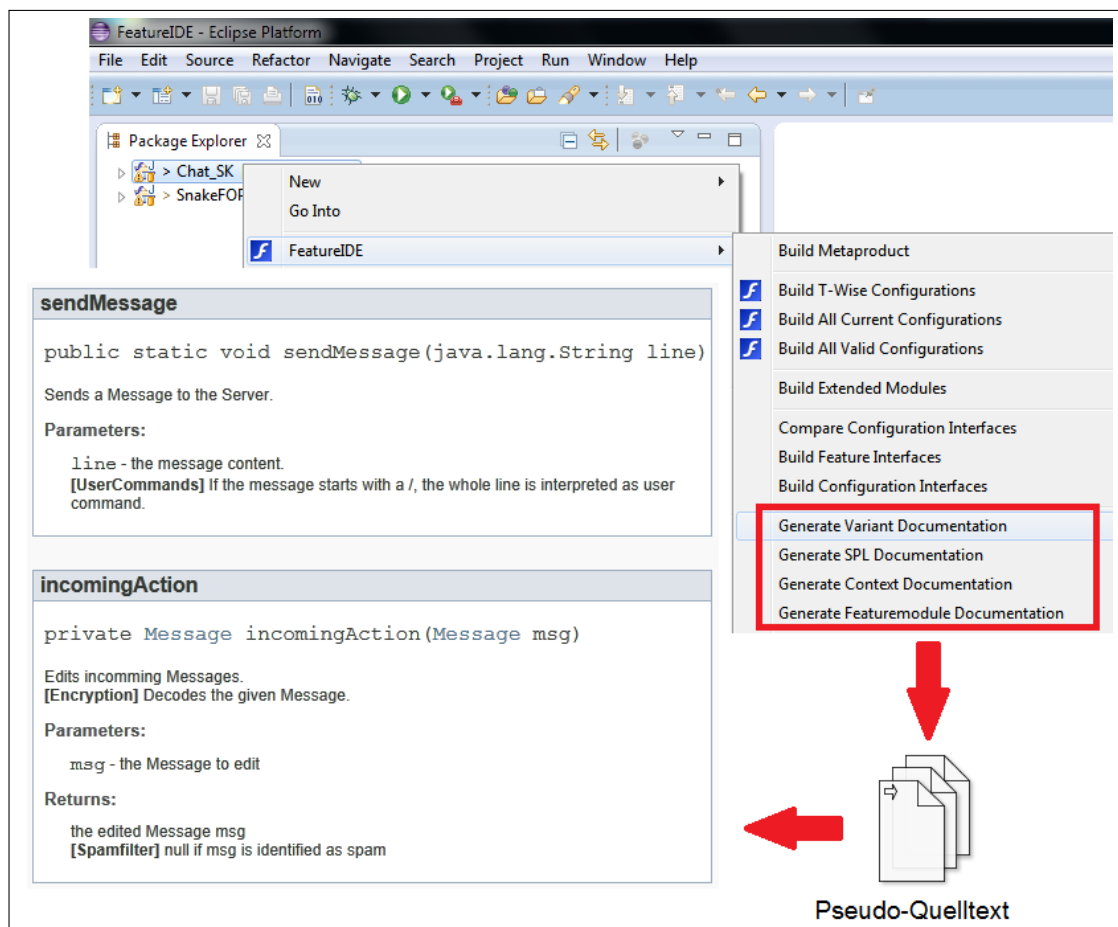 FeatureIDE - Eclipse Platform
File Edit Source Refactor Navigate Search Project Run Window Help
010
Package Explorer
> Chat_SK
> SnakeFOP
New
Go Into
FeatureIDE
Build Metaproduct
Build T-Wise Configurations
Build All Current Configurations
Build All Valid Configurations
Build Extended Modules
Compare Configuration Interfaces
Build Feature Interfaces
Build Configuration Interfaces
Generate Variant Documentation
Generate SPL Documentation
Generate Context Documentation
Generate Featuremodule Documentation
sendMessage
public static void sendMessage(java.lang.String line)
Sends a Message to the Server.
Parameters:
line - the message content.
[UserCommands] If the message starts with a /, the whole line is interpreted as user
command.
incomingAction
private Message incomingAction(Message msg)
Edits incomming Messages.
[Encryption] Decodes the given Message.
Parameters:
msg - the Message to edit
Returns:
the edited Message msg
[Spamfilter] null if msg is identified as spam
Pseudo-Quelltext